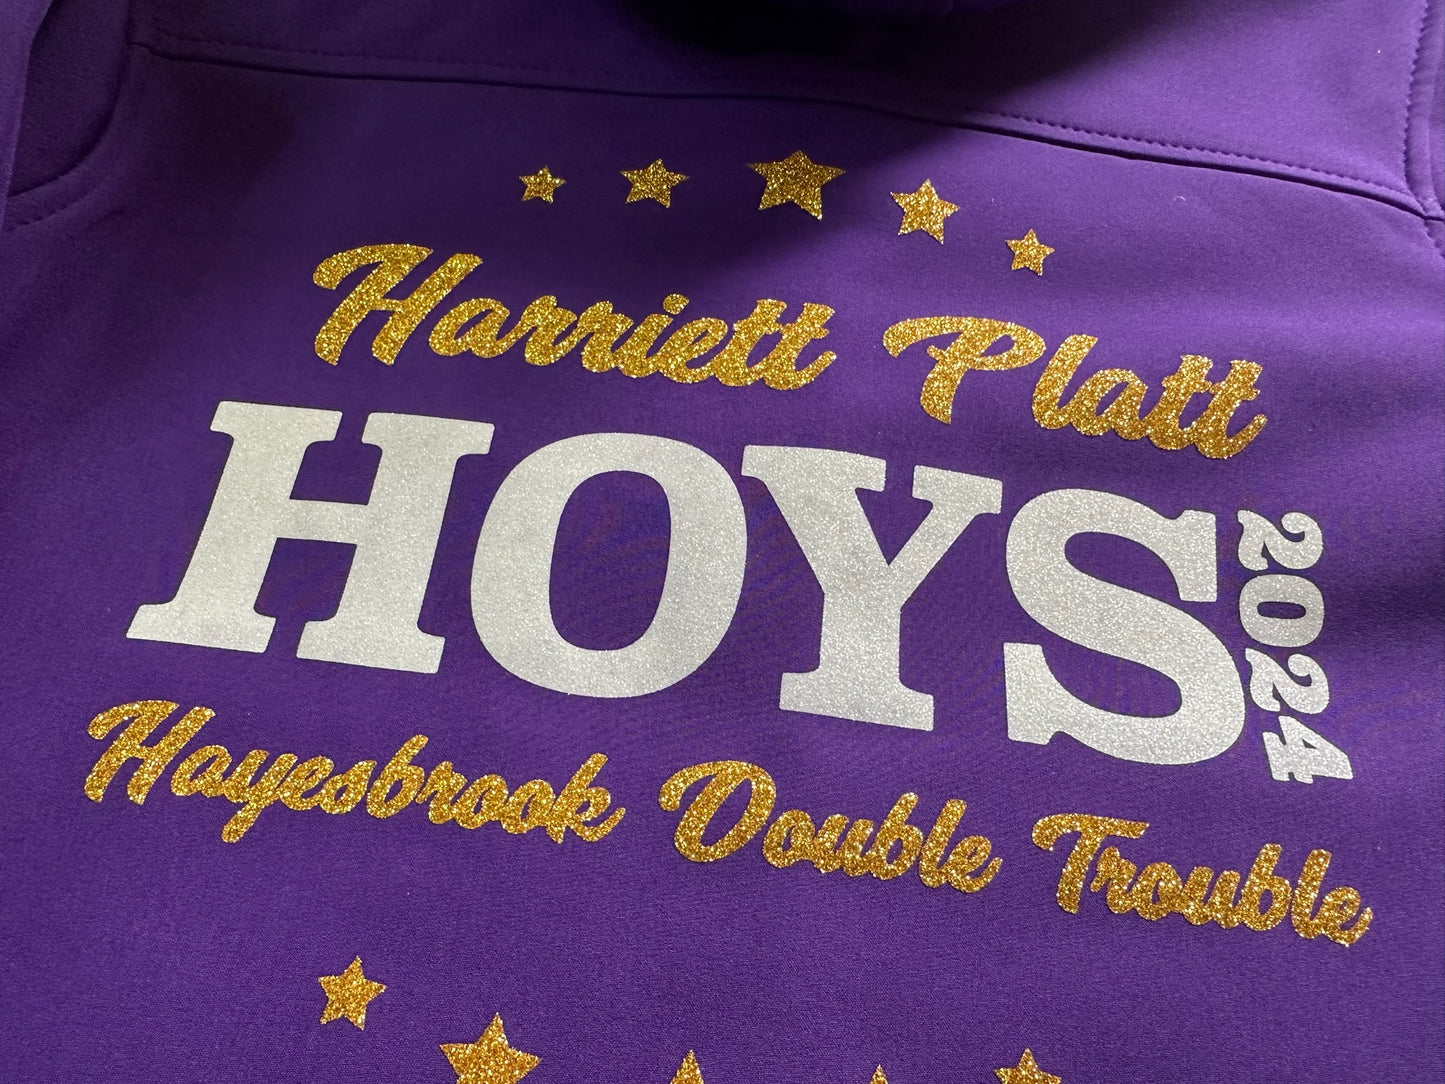 Harriett Platt
HOYS 2024
Hayesbrook Double Trouble